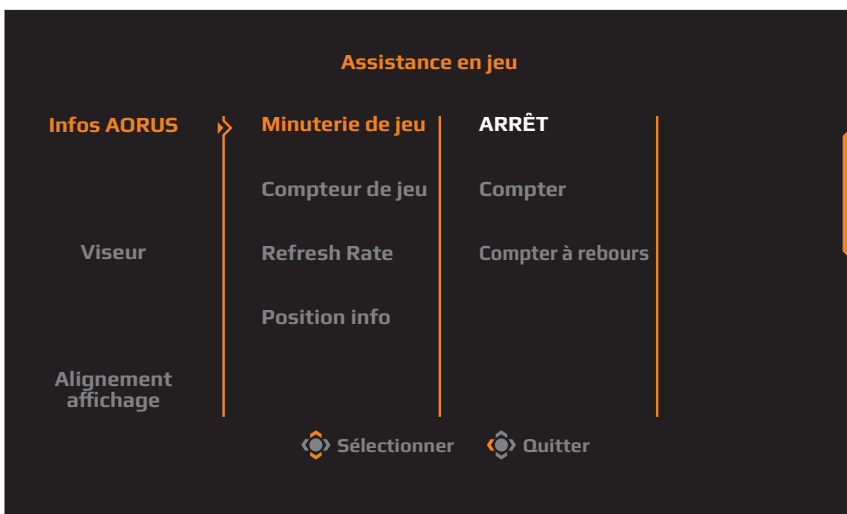 Assistance en jeu
Infos AORUS
Minuterie de jeu
ARRÊT
Compteur de jeu
Compter
Viseur
Refresh Rate
Compter à rebours
Position info
Alignement
affichage
Sélectionner
Quitter